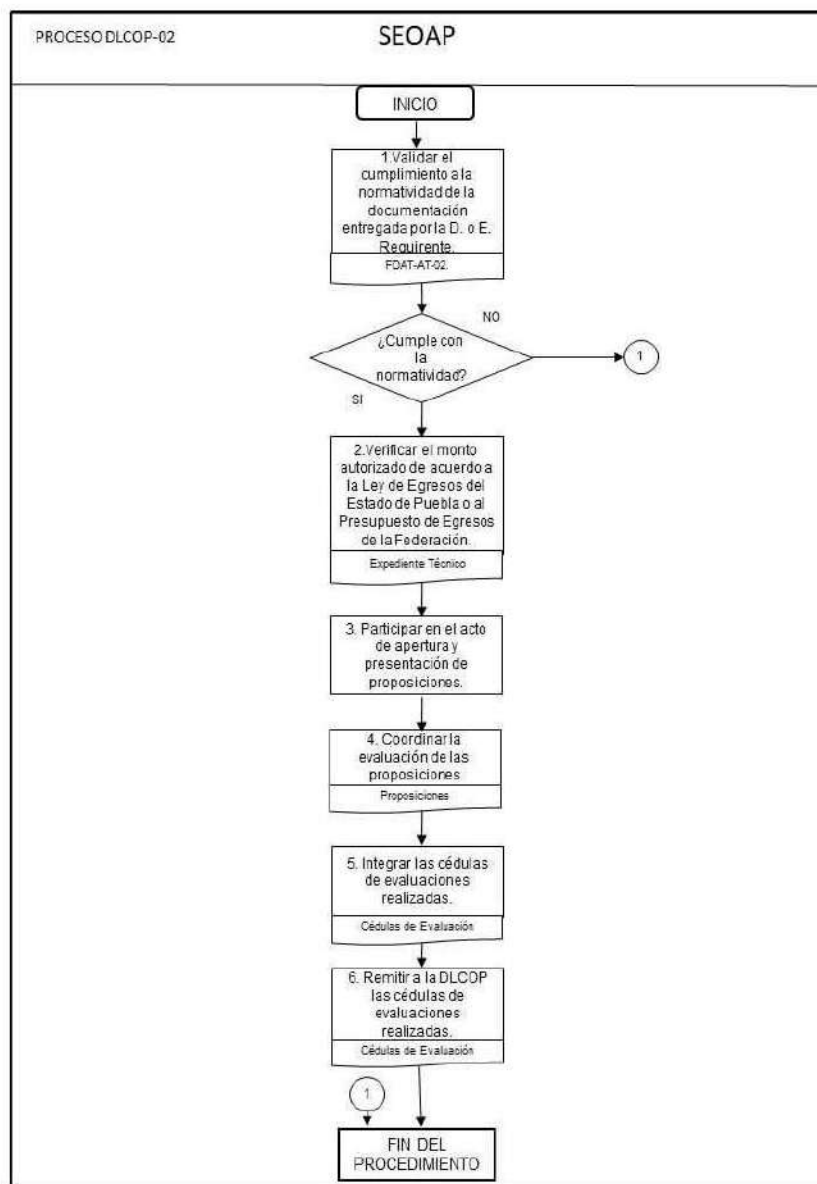 PROCESO DLCOP-02
SEOAP
INICIO
1.Validar el
cumplimiento a la
normatividad de la
documentación
entregada por la D. o E.
Requirente.
FDAT-AT-02.
NO
¿Cumple con
la
normatividad?
1
SI
2.Verificar el monto
autorizado de acuerdo a
la Ley de Egresos del
Estado de Puebla o al
Presupuesto de Egresos
de la Federación.
Expediente Técnico
3. Participar en el acto
de apertura y
presentación de
proposiciones.
4. Coordinar la
evaluación de las
proposiciones
Proposiciones
5. Integrar las cédulas
de evaluaciones
realizadas.
Cédulas de Evaluación
6. Remitir a la DLCOP
las cédulas de
evaluaciones
realizadas.
Cédulas de Evaluación
1
FIN DEL
PROCEDIMIENTO